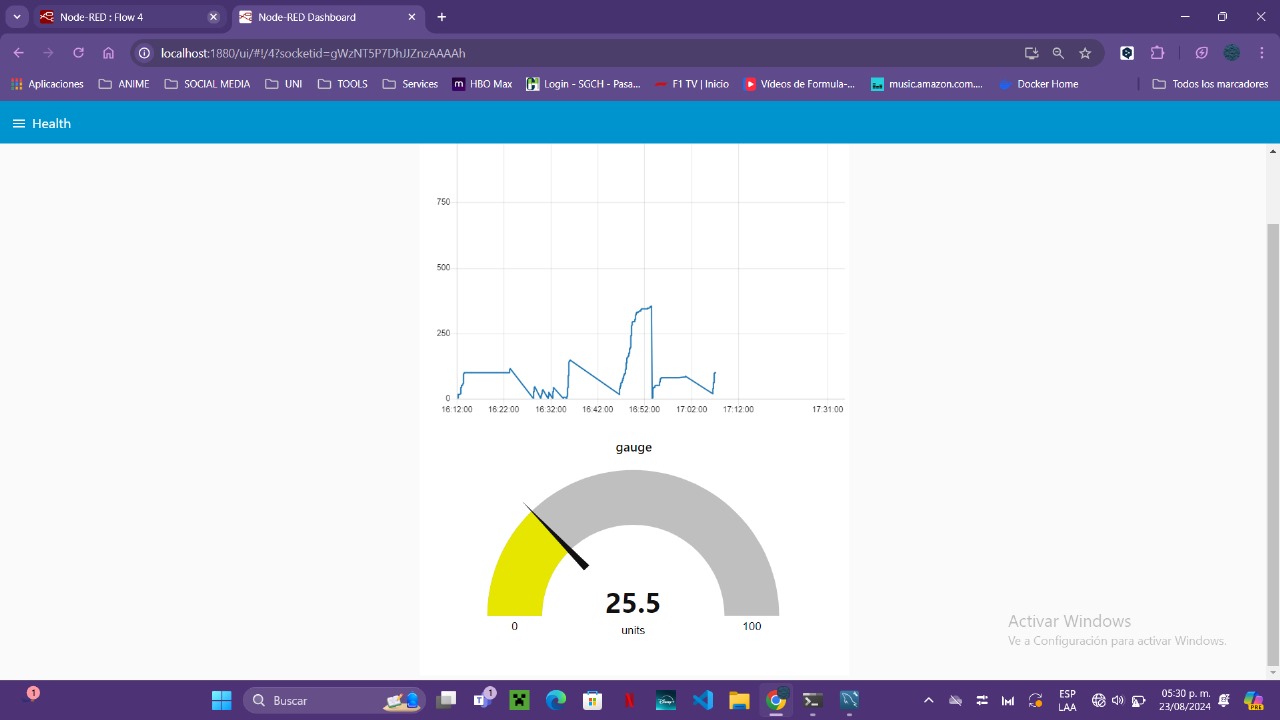 Node-RED : Flow 4
Node-RED Dashboard
localhost:1880/ui/#!/4?socketid=gWzNT5P7DhJJZnzAAAAh
Aplicaciones
ANIME
SOCIAL MEDIA
UNI
TOOLS
Services
HBO Max
Login - SGCH - Pasa...
F1 TV | Inicio
Vídeos de Formula-...
music.amazon.com....
Docker Home
Todos los marcadores
Health
750
500
250
0
16:12:00 16:22:00 16:32:00 16:42:00 16:52:00 17:02:00 17:12:00 17:31:00
gauge
25.5
0
units
100
Activar Windows
Ve a Configuración para activar Windows.
1
Buscar
1
ESP
LAA
05:30 p. m.
23/08/2024